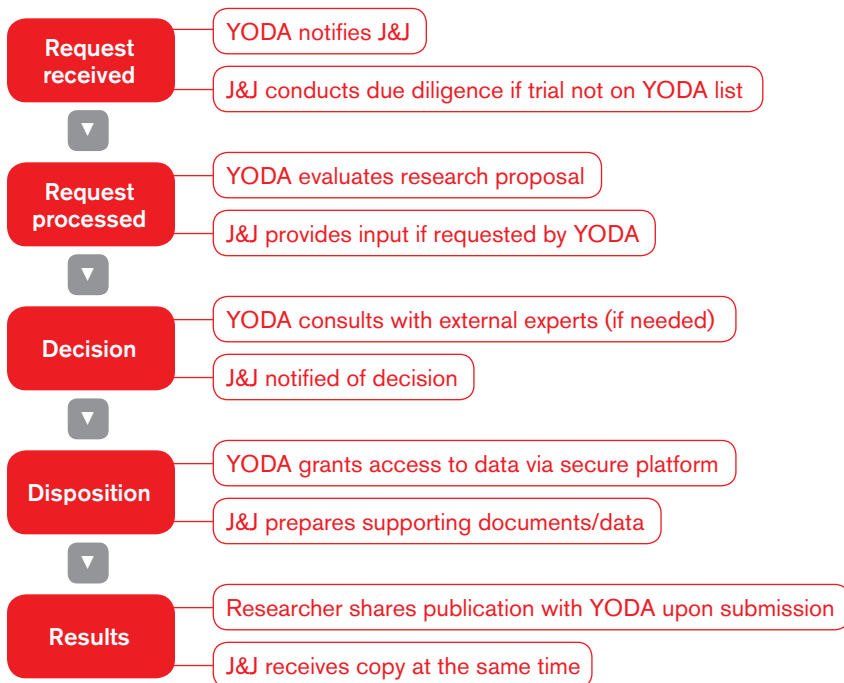 Request
received
YODA notifies J&J
J&J conducts due diligence if trial not on YODA list
▼
Request
processed
YODA evaluates research proposal
J&J provides input if requested by YODA
▼
Decision
YODA consults with external experts (if needed)
J&J notified of decision
▼
Disposition
YODA grants access to data via secure platform
J&J prepares supporting documents/data
▼
Results
Researcher shares publication with YODA upon submission
J&J receives copy at the same time